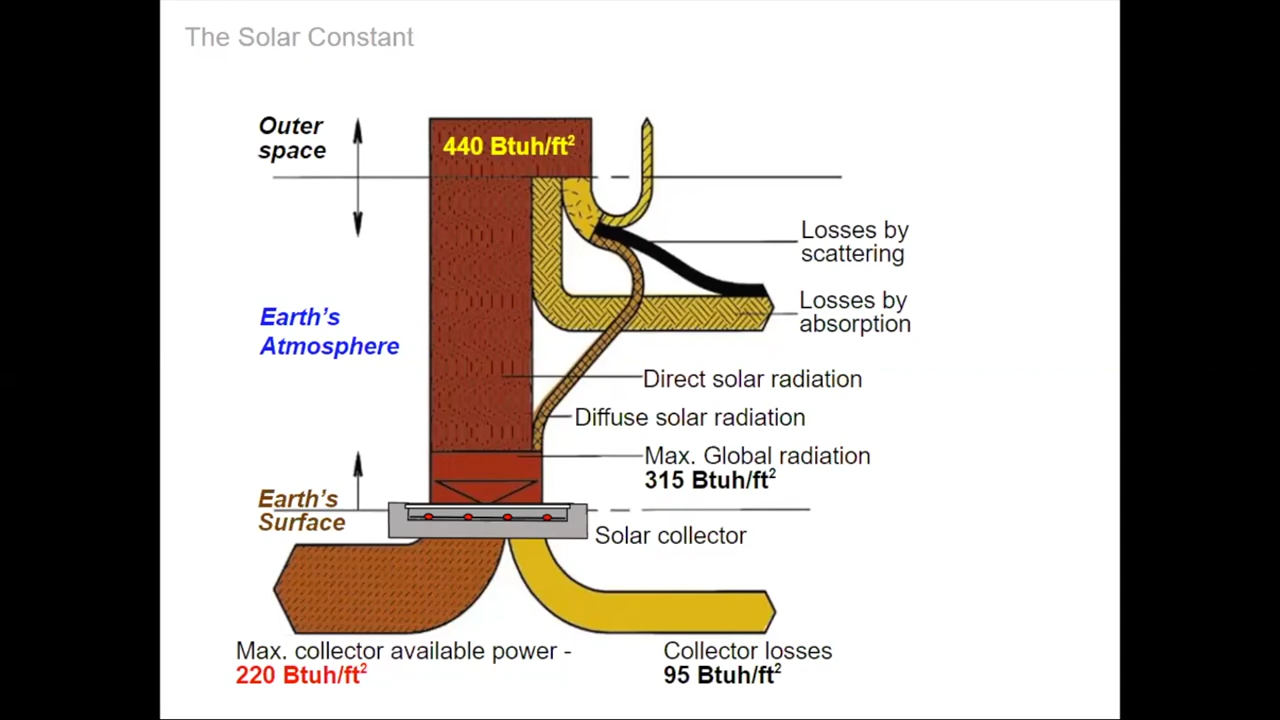 The Solar Constant
Outer
space
440 Btuh/ft²
Losses by
scattering
Losses by
absorption
Earth's
Atmosphere
Direct solar radiation
Diffuse solar radiation
Max. Global radiation
315 Btuh/ft²
Earth's
Surface
Solar collector
Max. collector available power -
220 Btuh/ft²
Collector losses
95 Btuh/ft²